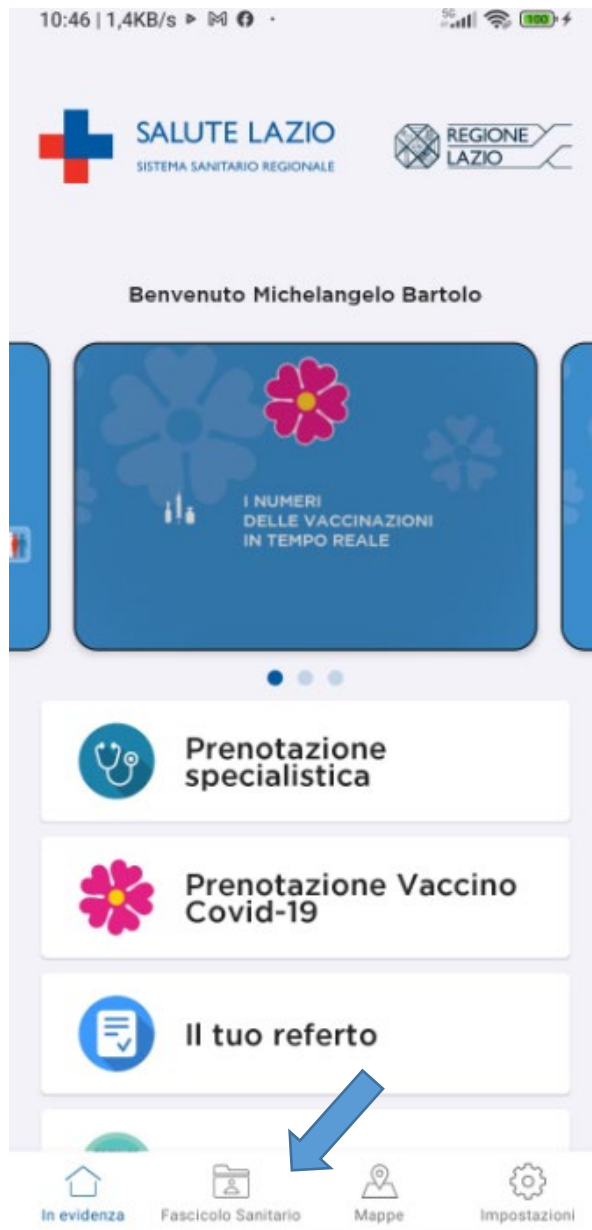 10:46 | 1,4KB/s
5G
100
SALUTE LAZIO
SISTEMA SANITARIO REGIONALE
REGIONE
LAZIO
Benvenuto Michelangelo Bartolo
I NUMERI
DELLE VACCINAZIONI
IN TEMPO REALE
Prenotazione
specialistica
Prenotazione Vaccino
Covid-19
Il tuo referto
In evidenza
Fascicolo Sanitario
Mappe
Impostazioni